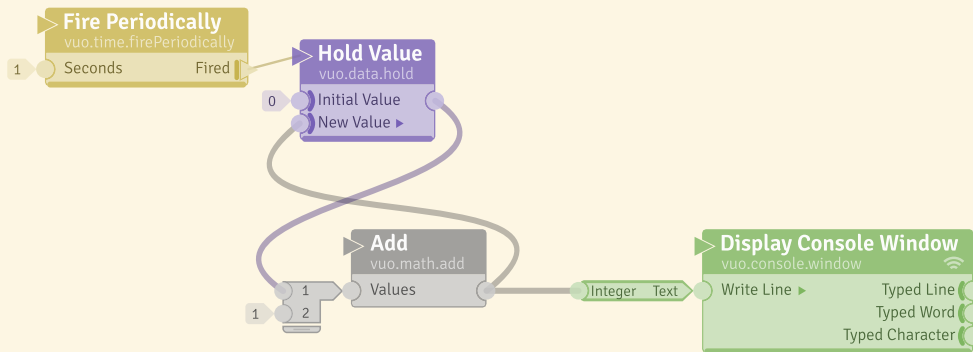 Fire Periodically
vuo.time.firePeriodically
1
Seconds
Fired
Hold Value
vuo.data.hold
0
Initial Value
New Value
Add
vuo.math.add
1
Values
1
2
Integer
Text
Display Console Window
vuo.console.window
Write Line
Typed Line
Typed Word
Typed Character